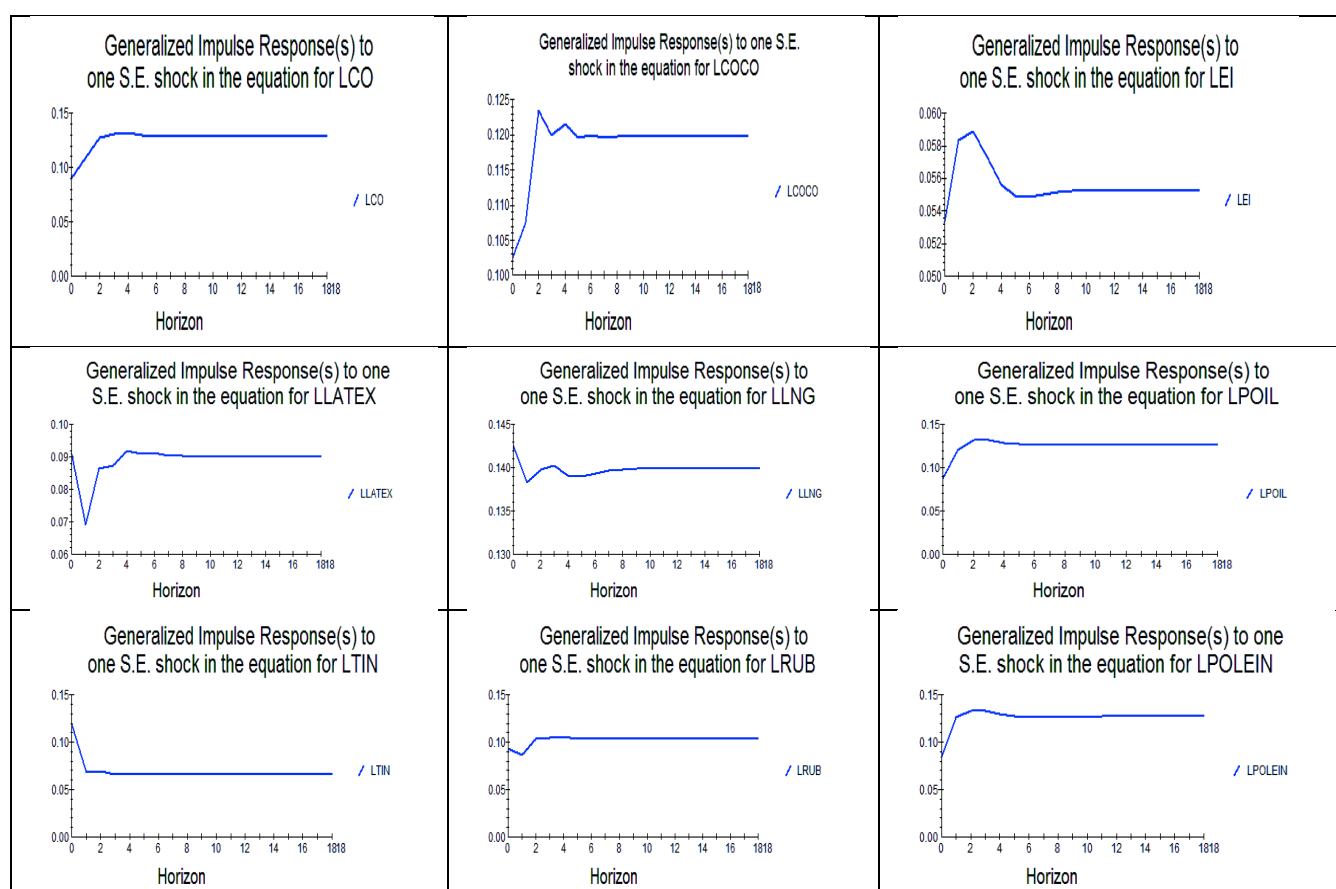 Generalized Impulse Response(s) to
one S.E. shock in the equation for LCO
0.15
0.10
0.05
0.00
0 2 4 6 8 10 12 14 16 1818
LCO
Horizon
Generalized Impulse Response(s) to one S.E.
shock in the equation for LCOCO
0.125
0.120
0.115
0.110
0.105
0.100
0 2 4 6 8 10 12 14 16 1818
LCOCO
Horizon
Generalized Impulse Response(s) to
one S.E. shock in the equation for LEI
0.060
0.058
0.056
0.054
0.052
0.050
0 2 4 6 8 10 12 14 16 1818
LEI
Horizon
Generalized Impulse Response(s) to one
S.E. shock in the equation for LLATEX
0.10
0.09
0.08
0.07
0.06
0 2 4 6 8 10 12 14 16 1818
LLATEX
Horizon
Generalized Impulse Response(s) to
one S.E. shock in the equation for LLNG
0.145
0.140
0.135
0.130
0 2 4 6 8 10 12 14 16 1818
LLNG
Horizon
Generalized Impulse Response(s) to
one S.E. shock in the equation for LPOIL
0.15
0.10
0.05
0.00
0 2 4 6 8 10 12 14 16 1818
LPOIL
Horizon
Generalized Impulse Response(s) to
one S.E. shock in the equation for LTIN
0.15
0.10
0.05
0.00
0 2 4 6 8 10 12 14 16 1818
LTIN
Horizon
Generalized Impulse Response(s) to
one S.E. shock in the equation for LRUB
0.15
0.10
0.05
0.00
0 2 4 6 8 10 12 14 16 1818
LRUB
Horizon
Generalized Impulse Response(s) to one
S.E. shock in the equation for LPOLEIN
0.15
0.10
0.05
0.00
0 2 4 6 8 10 12 14 16 1818
LPOLEIN
Horizon